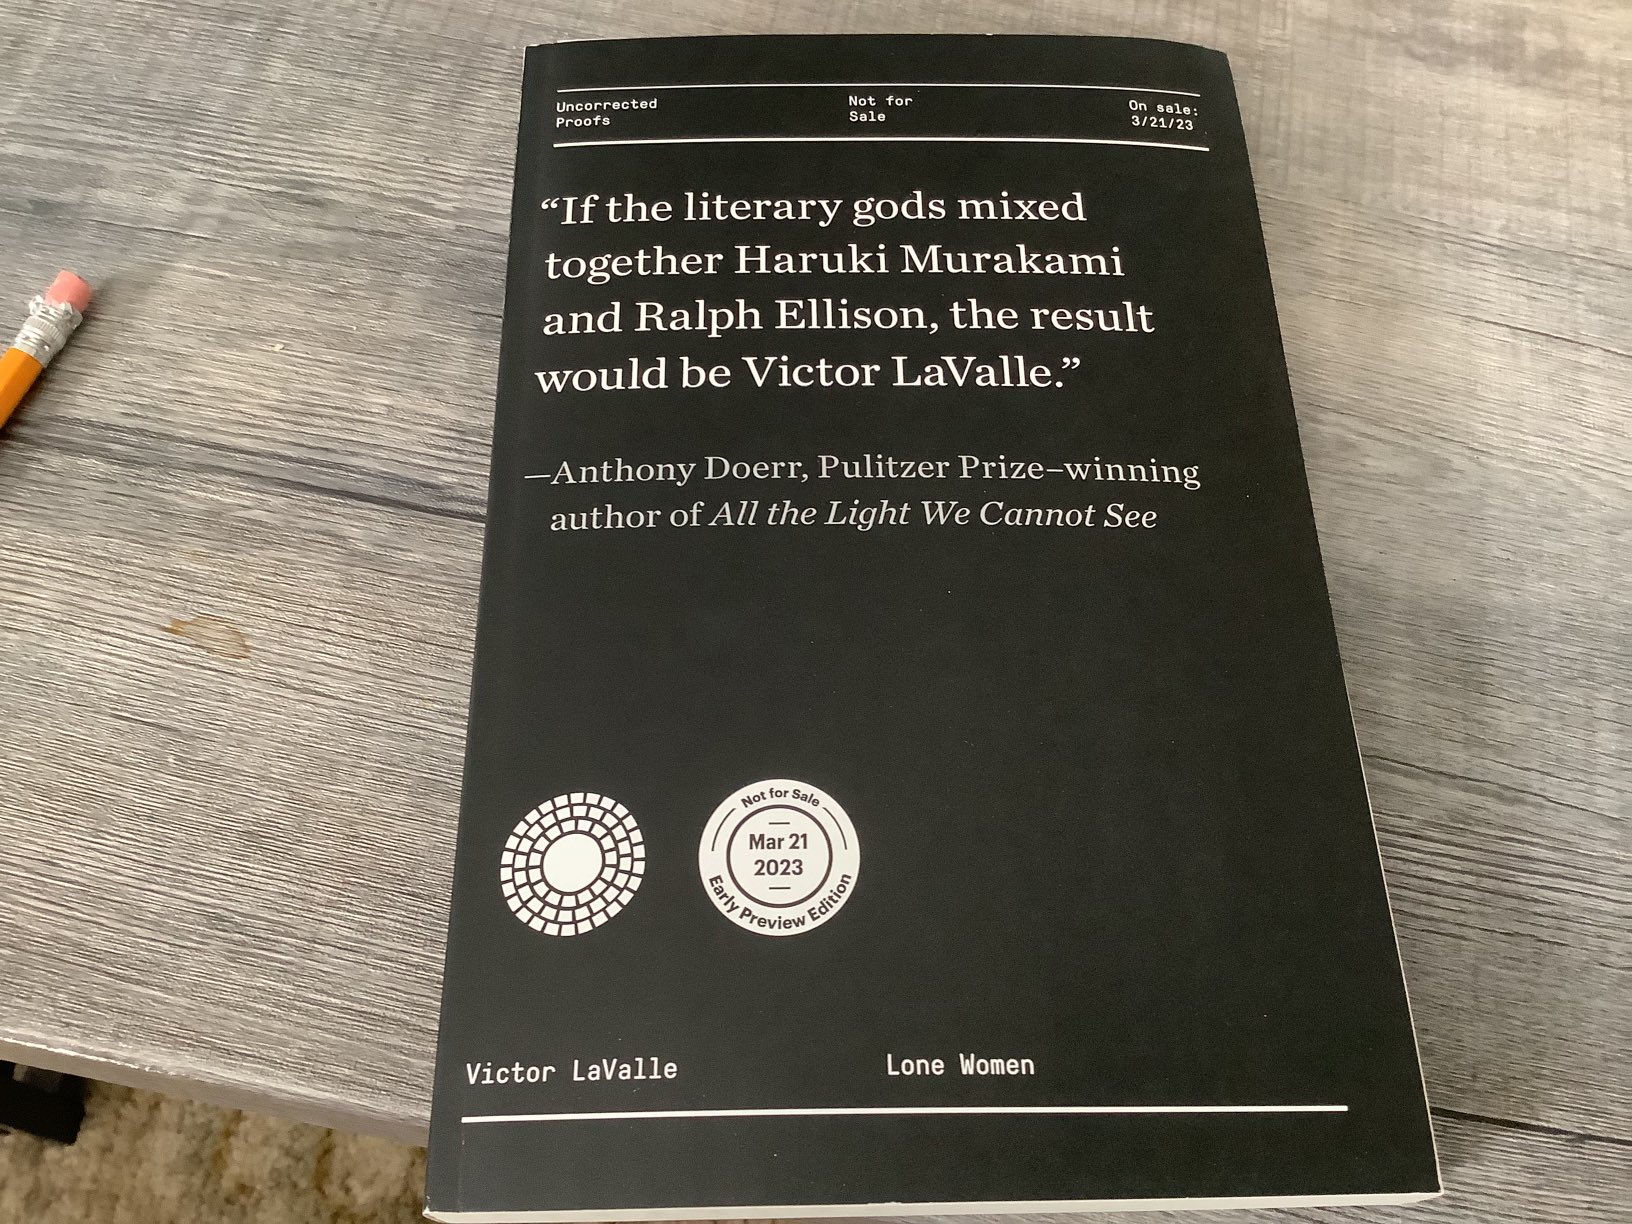 Uncorrected
Proofs
Not for
Sale
On sale:
3/21/23
“If the literary gods mixed
together Haruki Murakami
and Ralph Ellison, the result
would be Victor LaValle.”
—Anthony Doerr, Pulitzer Prize–winning
author of All the Light We Cannot See
Not for Sale
Mar 21
2023
Early Preview Edition
Victor LaValle
Lone Women